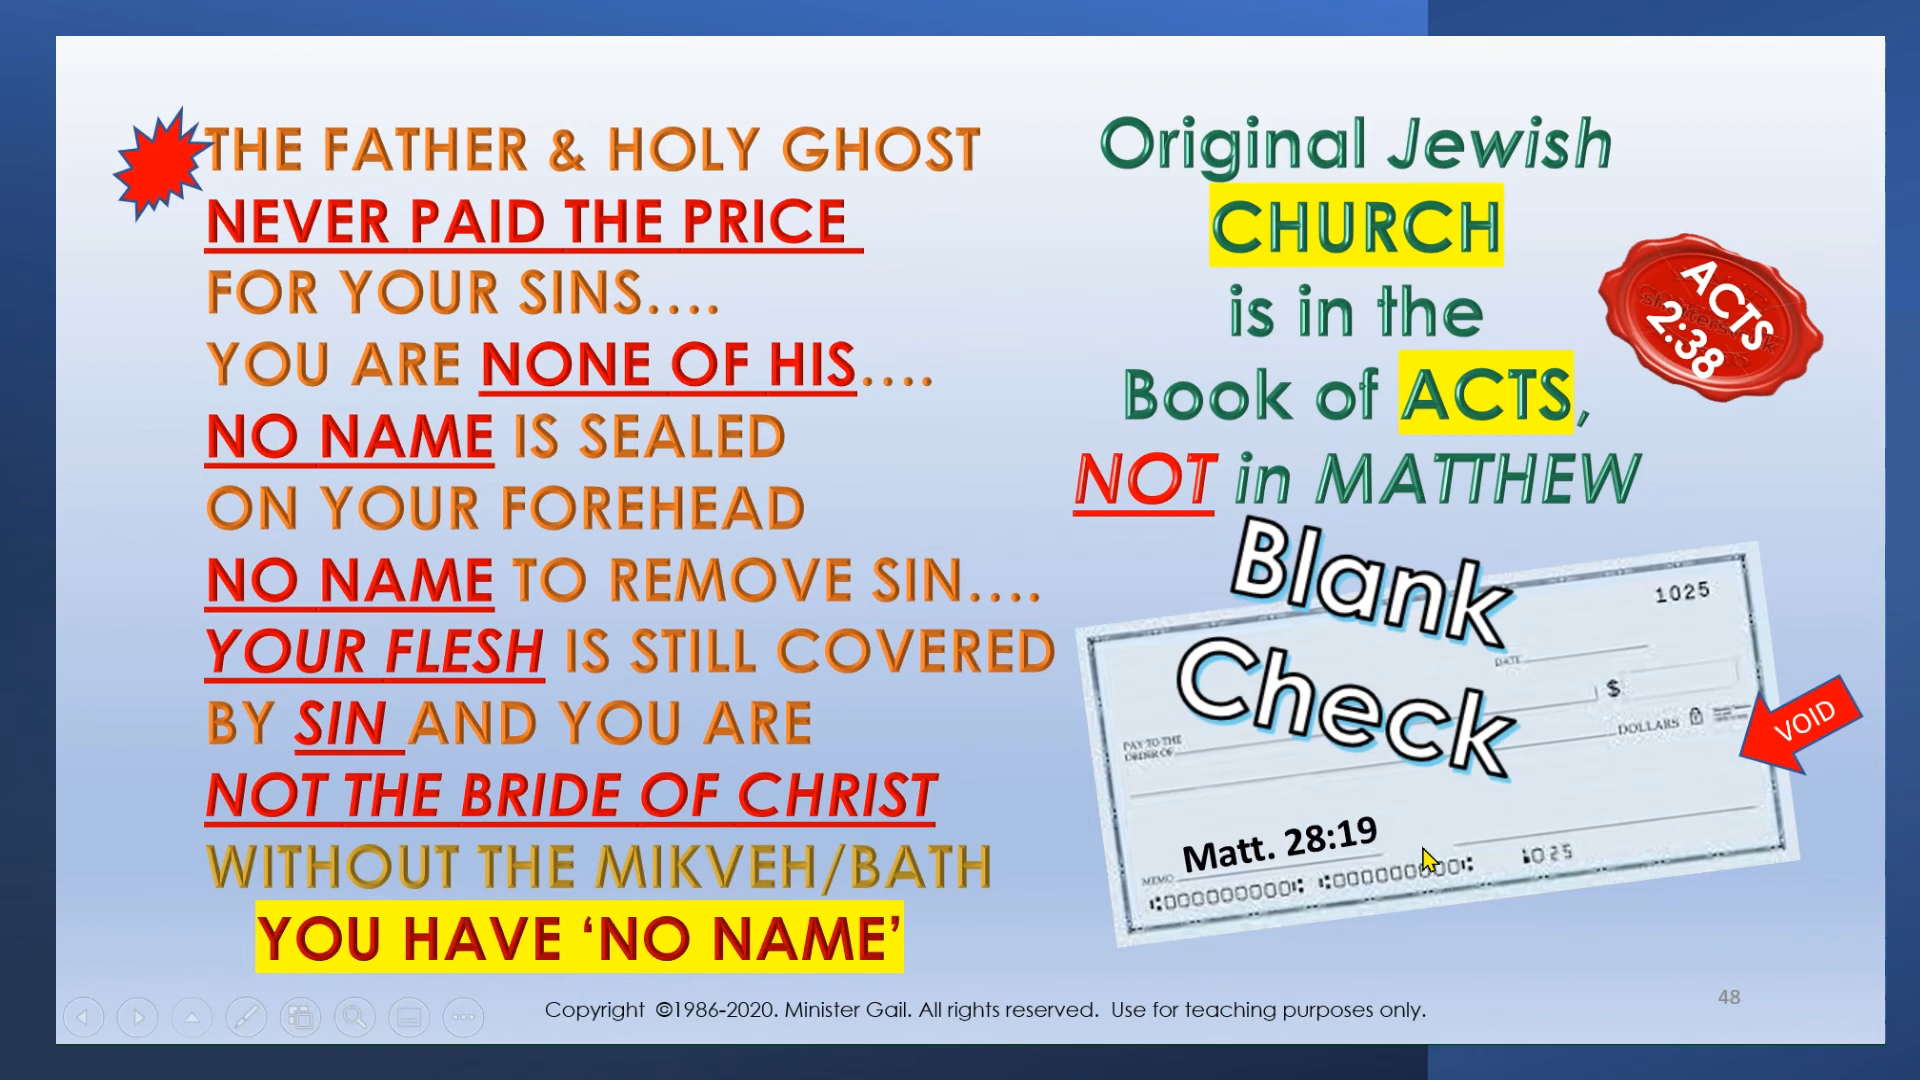 THE FATHER & HOLY GHOST
NEVER PAID THE PRICE
FOR YOUR SINS....
YOU ARE NONE OF HIS....
NO NAME IS SEALED
ON YOUR FOREHEAD
NO NAME TO REMOVE SIN....
YOUR FLESH IS STILL COVERED
BY SIN AND YOU ARE
NOT THE BRIDE OF CHRIST
WITHOUT THE MIKVEH/BATH
YOU HAVE ‘NO NAME’
Original Jewish
CHURCH
is in the
Book of ACTS,
NOT in MATTHEW
ACTS
2:38
Blank
Check
1025
DATE
$
DOLLARS
PAY TO THE
ORDER OF
VOID
Matt. 28:19
MEMO
⑆000000000⑆ ⑆000000000⑆ 1025
Copyright ©1986-2020. Minister Gail. All rights reserved. Use for teaching purposes only.
48